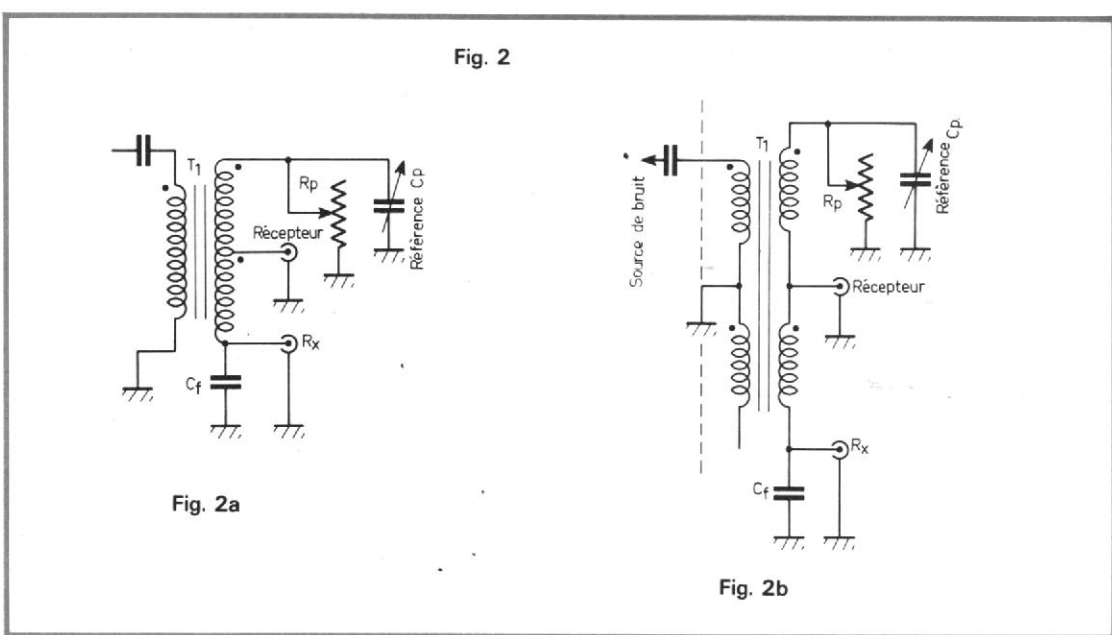 Fig. 2
T1
Rp
Référence Cp
Récepteur
Rx
Cf
Fig. 2a
Source de bruit
T1
Rp
Référence Cp.
Récepteur
Rx
Cf
Fig. 2b